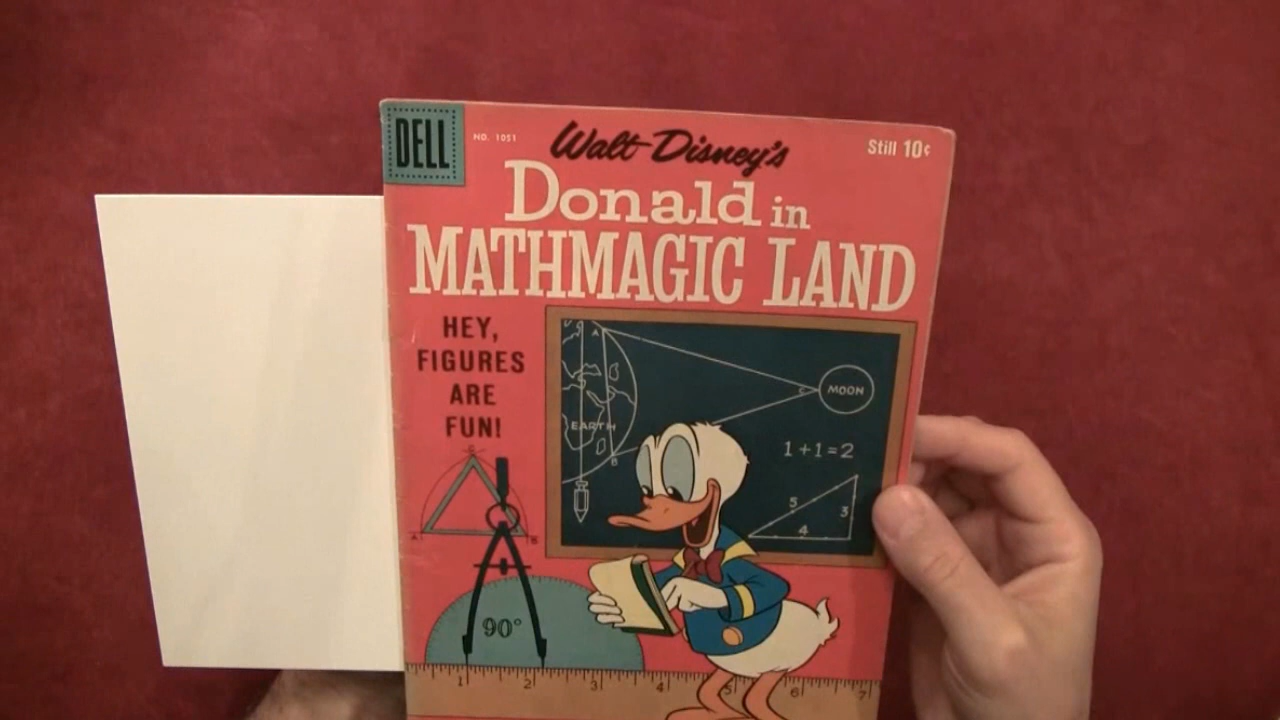 DELL
NO. 1051
Walt Disney's
Still 10¢
Donald in
MATHMAGIC LAND
HEY,
FIGURES
ARE
FUN!
A
C
MOON
EARTH
B
1+1=2
5
3
4
C
A
B
90°
1 2 3 4 5 6 7